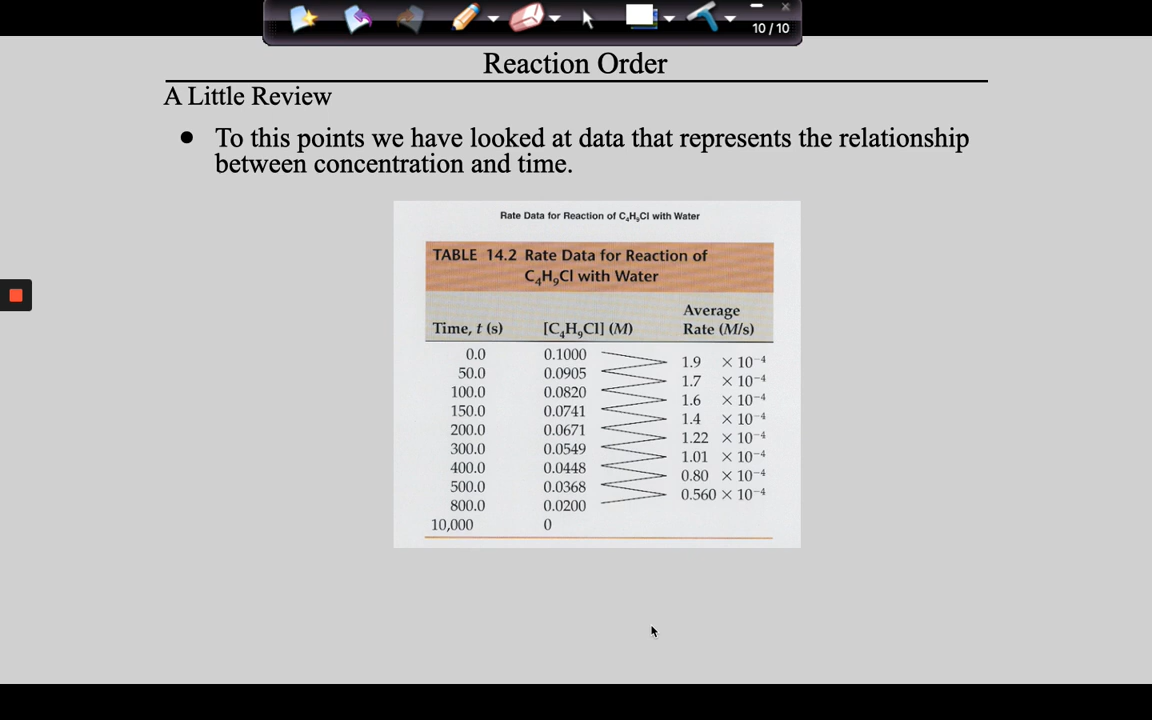 10 / 10
Reaction Order
A Little Review
● To this points we have looked at data that represents the relationship
between concentration and time.
Rate Data for Reaction of C₄H₉Cl with Water
TABLE 14.2 Rate Data for Reaction of
C₄H₉Cl with Water
Average
Time, t (s) [C₄H₉Cl] (M) Rate (M/s)
0.0 0.1000
1.9 × 10⁻⁴
50.0 0.0905
1.7 × 10⁻⁴
100.0 0.0820
1.6 × 10⁻⁴
150.0 0.0741
1.4 × 10⁻⁴
200.0 0.0671
1.22 × 10⁻⁴
300.0 0.0549
1.01 × 10⁻⁴
400.0 0.0448
0.80 × 10⁻⁴
500.0 0.0368
0.560 × 10⁻⁴
800.0 0.0200
10,000 0